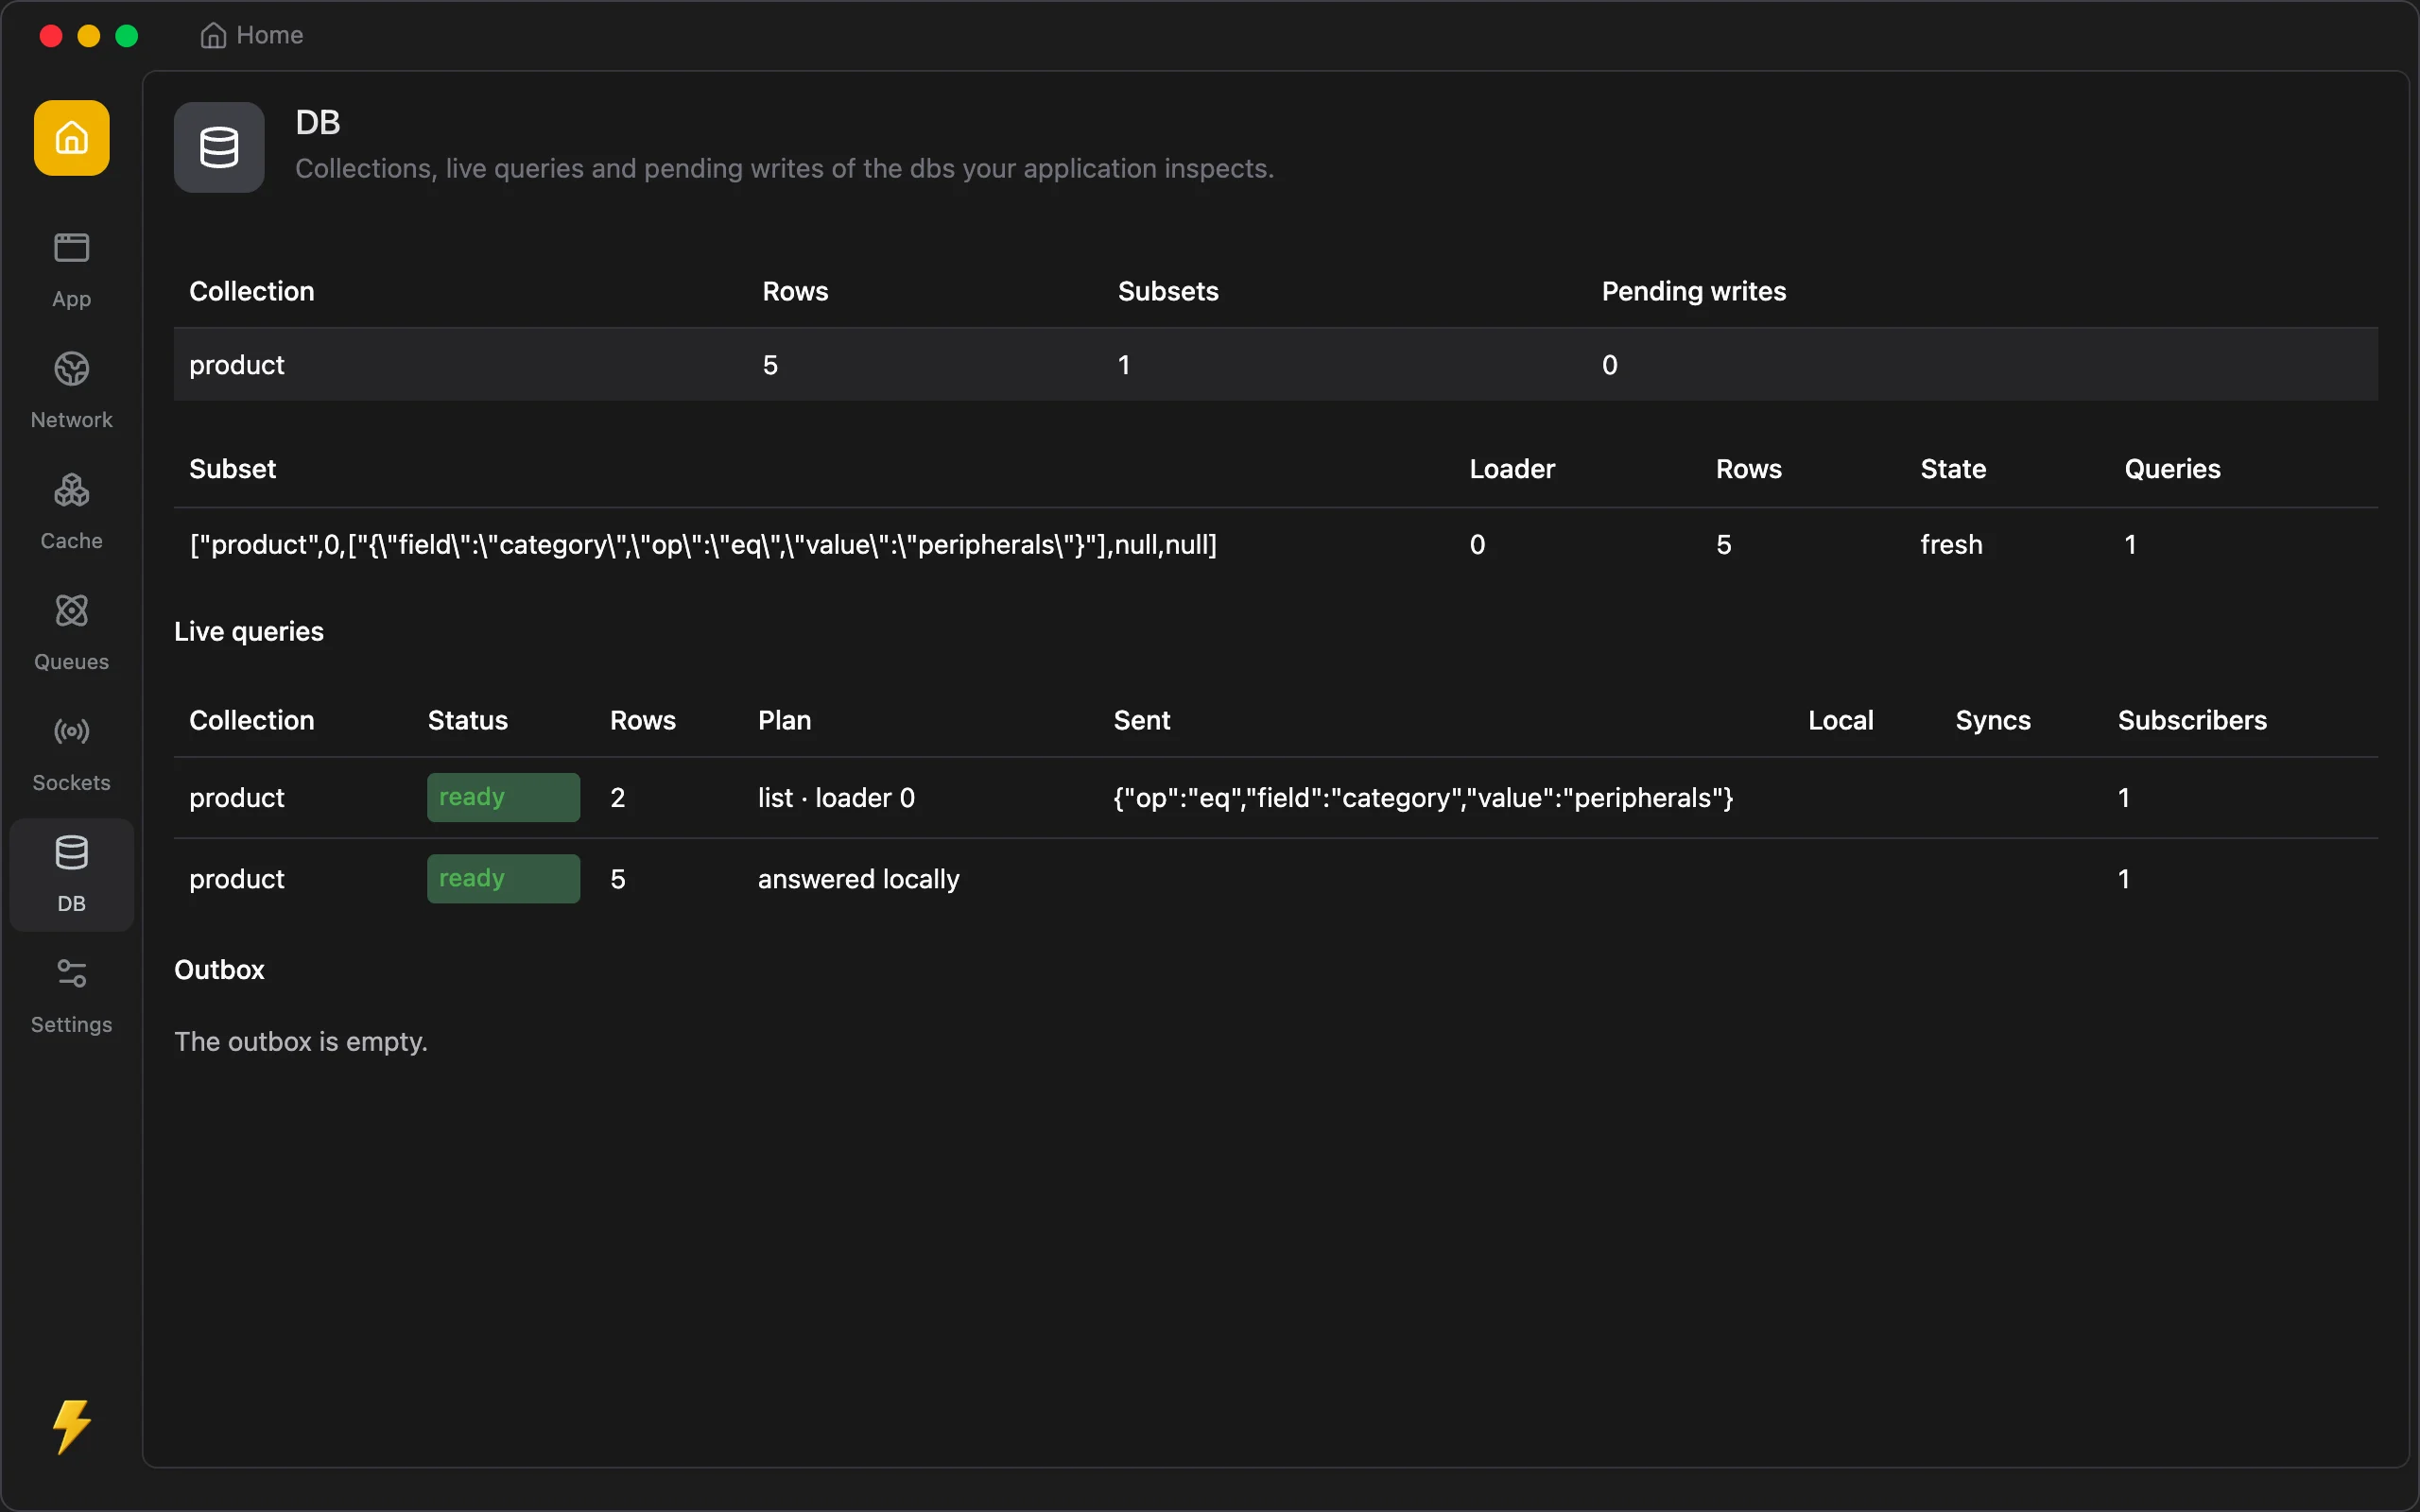 Home
DB
Collections, live queries and pending writes of the dbs your application inspects.
App
Network
Cache
Queues
Sockets
DB
Settings
Collection Rows Subsets Pending writes
product 5 1 0
Subset Loader Rows State Queries
["product",0,["{\"field\":\"category\",\"op\":\"eq\",\"value\":\"peripherals\"}"],null,null] 0 5 fresh 1
Live queries
Collection Status Rows Plan Sent Local Syncs Subscribers
product ready 2 list · loader 0 {"op":"eq","field":"category","value":"peripherals"} 1
product ready 5 answered locally 1
Outbox
The outbox is empty.